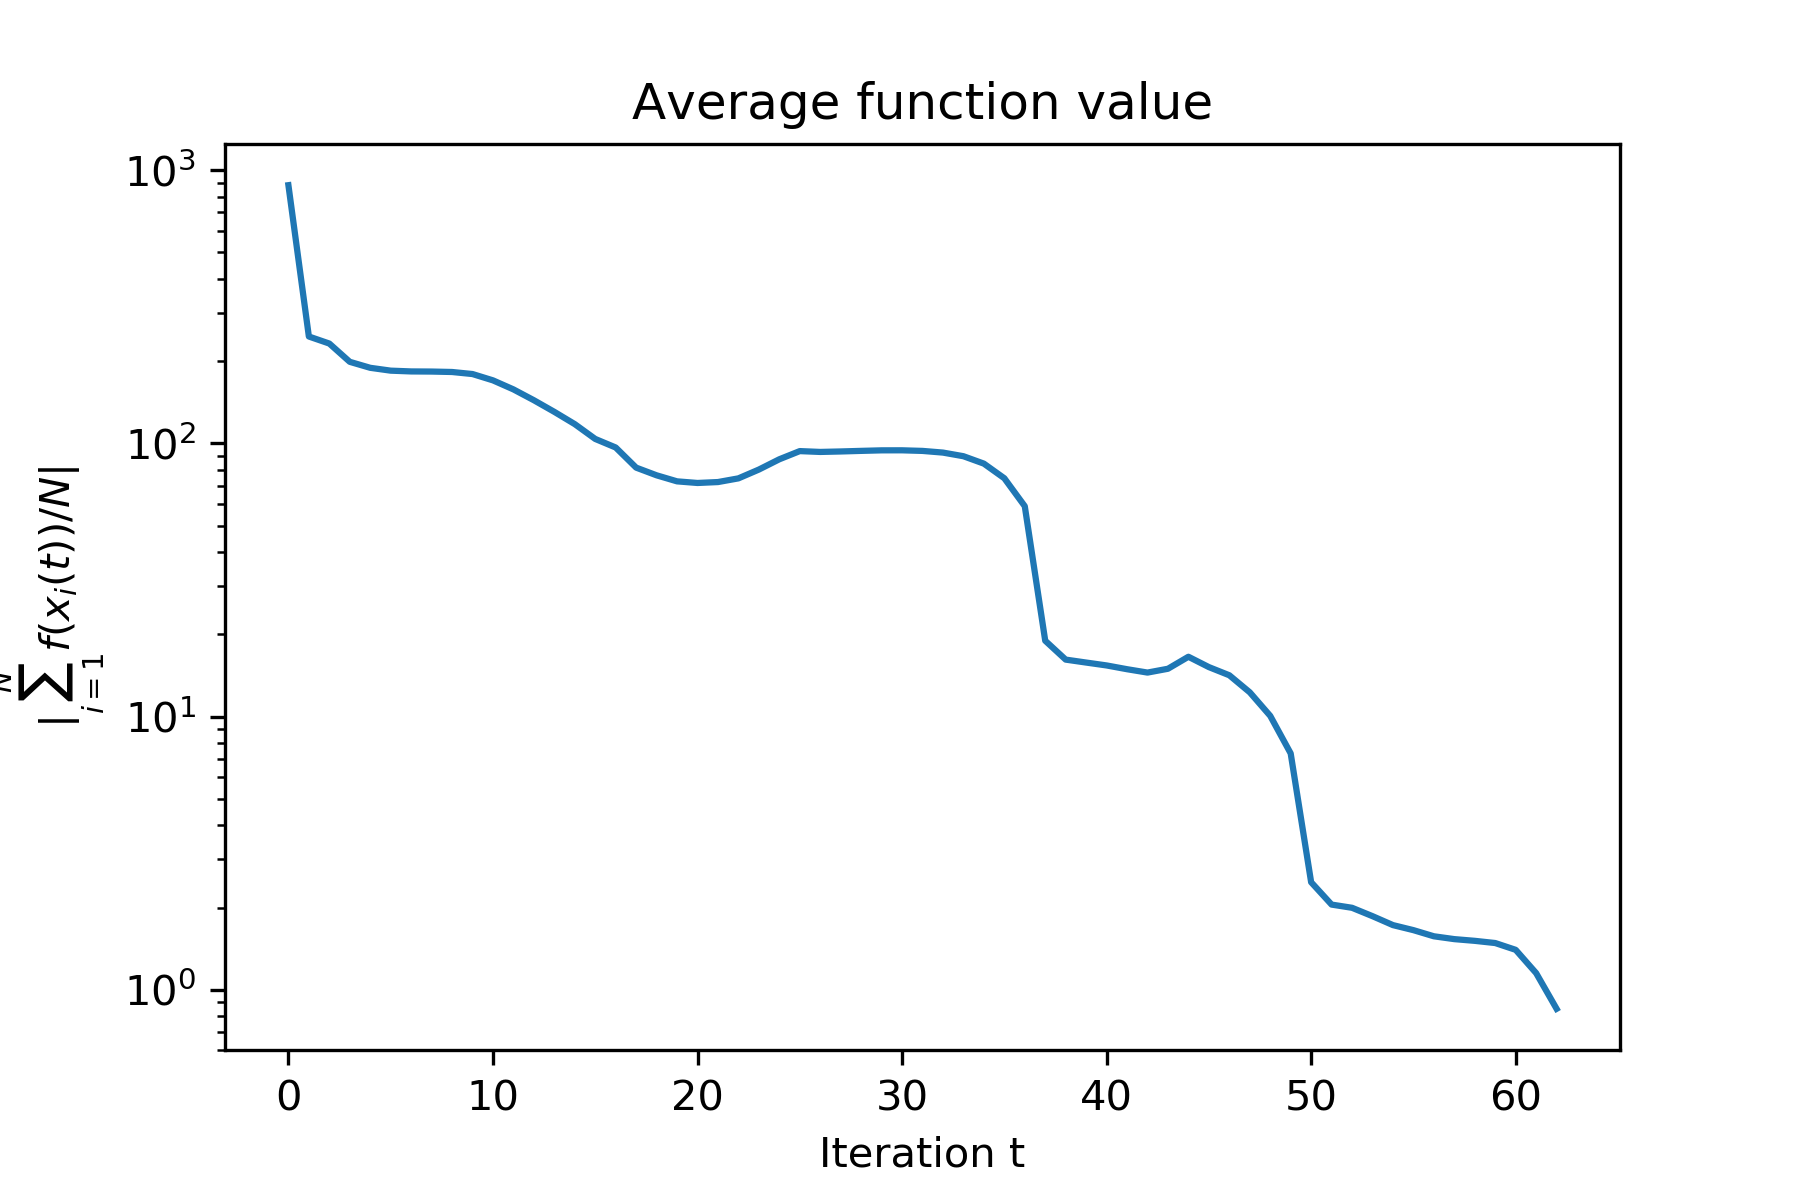 Average function value
10³
10²
10¹
10⁰
|∑ᵢ₌₁ᴺ f(xᵢ(t))/N|
0 10 20 30 40 50 60
Iteration t